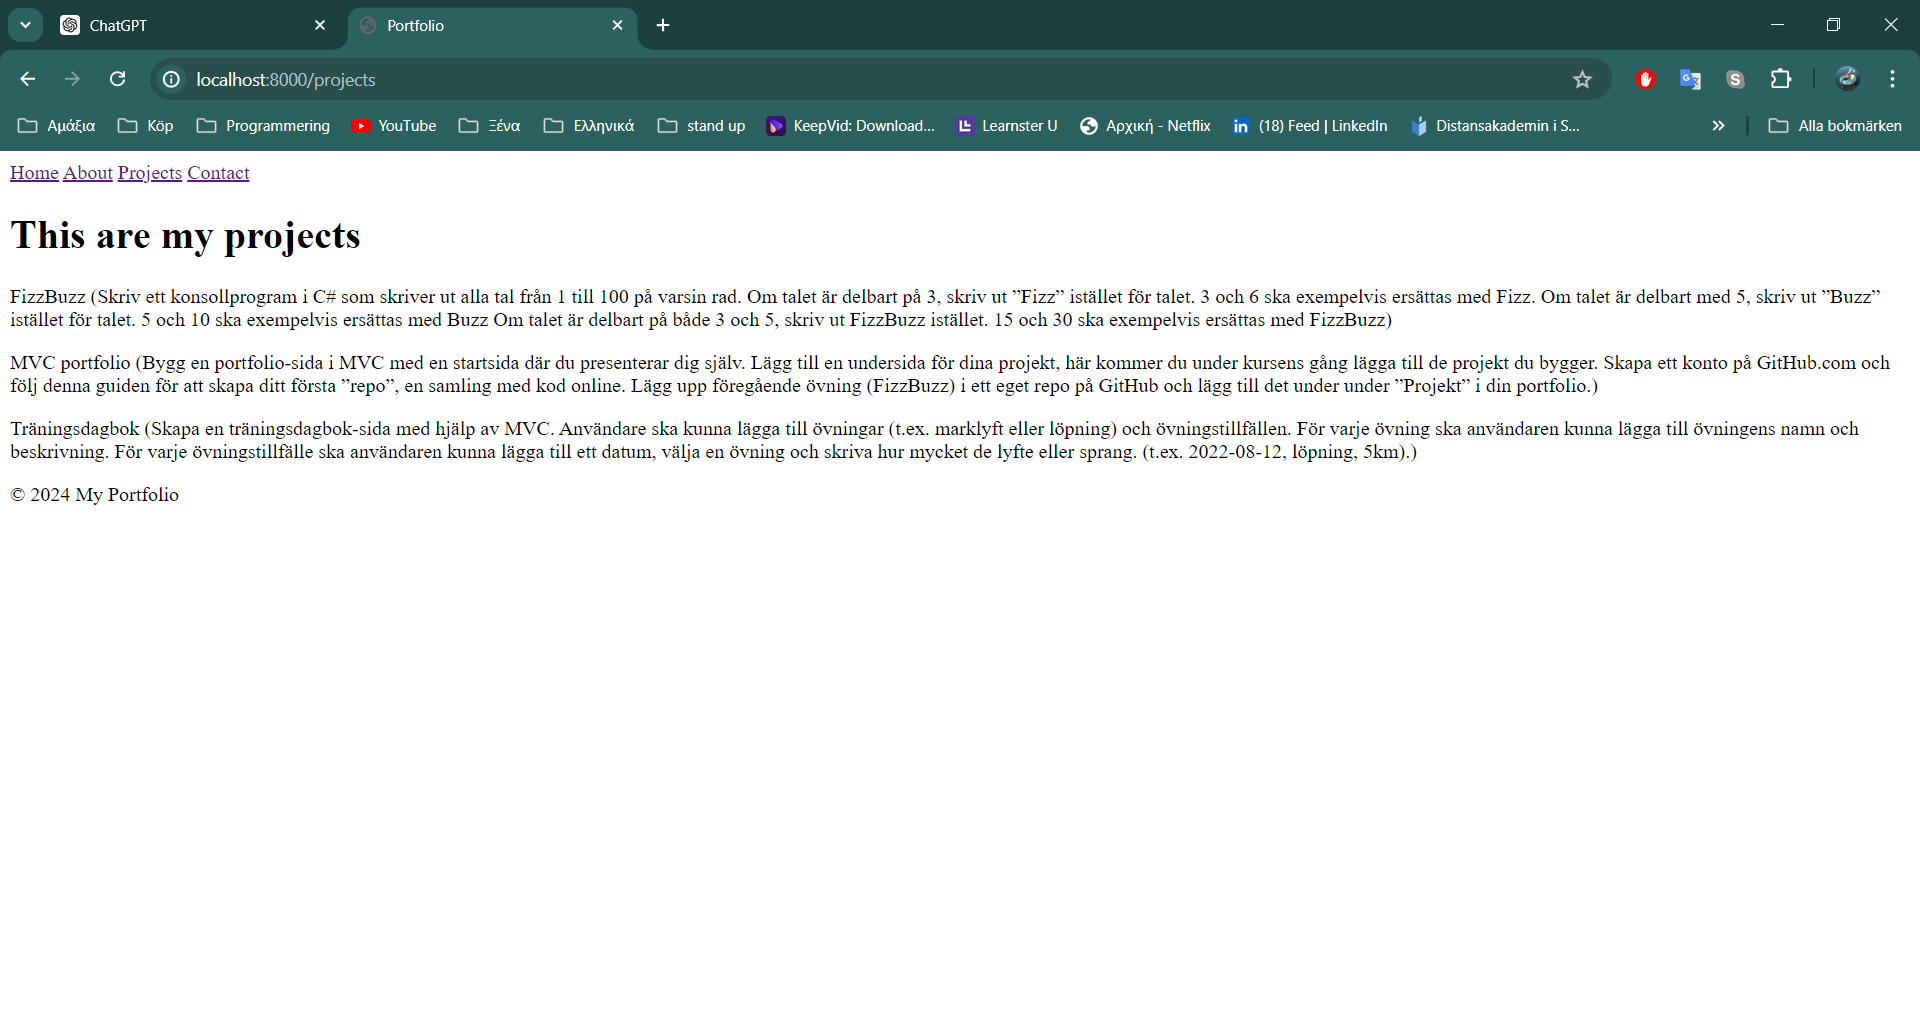 ChatGPT
Portfolio
localhost:8000/projects
Αμάξια Köp Programmering YouTube Ξένα Ελληνικά stand up KeepVid: Download... Learnster U Αρχική - Netflix (18) Feed | LinkedIn Distansakademin i S... Alla bokmärken
Home About Projects Contact
This are my projects
FizzBuzz (Skriv ett konsollprogram i C# som skriver ut alla tal från 1 till 100 på varsin rad. Om talet är delbart på 3, skriv ut ”Fizz” istället för talet. 3 och 6 ska exempelvis ersättas med Fizz. Om talet är delbart med 5, skriv ut ”Buzz”
istället för talet. 5 och 10 ska exempelvis ersättas med Buzz Om talet är delbart på både 3 och 5, skriv ut FizzBuzz istället. 15 och 30 ska exempelvis ersättas med FizzBuzz)
MVC portfolio (Bygg en portfolio-sida i MVC med en startsida där du presenterar dig själv. Lägg till en undersida för dina projekt, här kommer du under kursens gång lägga till de projekt du bygger. Skapa ett konto på GitHub.com och
följ denna guiden för att skapa ditt första ”repo”, en samling med kod online. Lägg upp föregående övning (FizzBuzz) i ett eget repo på GitHub och lägg till det under under ”Projekt” i din portfolio.)
Träningsdagbok (Skapa en träningsdagbok-sida med hjälp av MVC. Användare ska kunna lägga till övningar (t.ex. marklyft eller löpning) och övningstillfällen. För varje övning ska användaren kunna lägga till övningens namn och
beskrivning. För varje övningstillfälle ska användaren kunna lägga till ett datum, välja en övning och skriva hur mycket de lyfte eller sprang. (t.ex. 2022-08-12, löpning, 5km).)
© 2024 My Portfolio